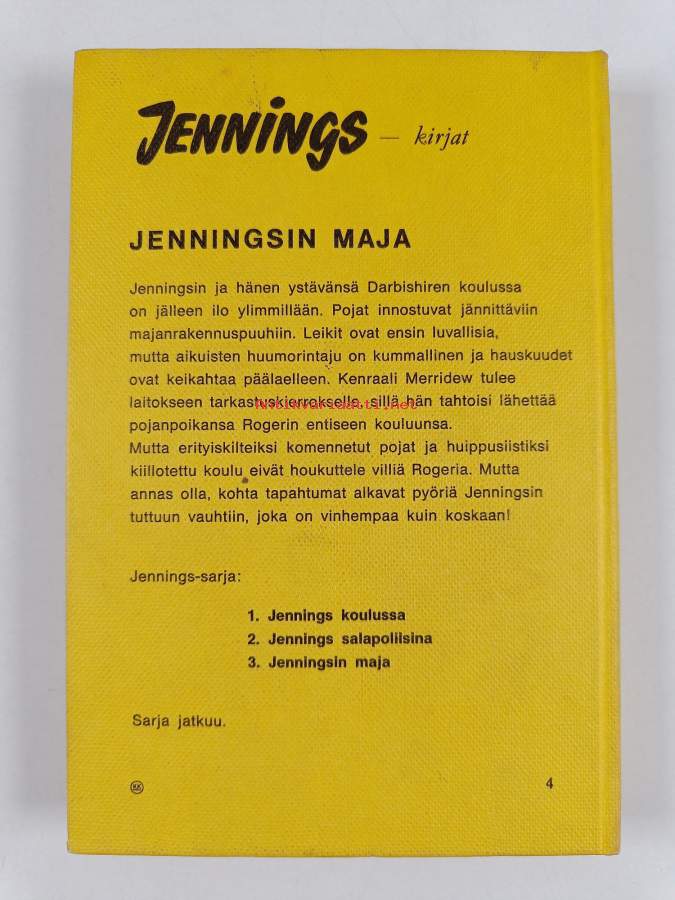 JENNINGS — kirjat
JENNINGSIN MAJA
Jenningsin ja hänen ystävänsä Darbishiren koulussa
on jälleen ilo ylimmillään. Pojat innostuvat jännittäviin
majanrakennuspuuhiin. Leikit ovat ensin luvallisia,
mutta aikuisten huumorintaju on kummallinen ja hauskuudet
ovat keikahtaa päälaelleen. Kenraali Merridew tulee
laitokseen tarkastuskierrokselle, sillä hän tahtoisi lähettää
Antikvariaatti.net
pojanpoikansa Rogerin entiseen kouluunsa.
Mutta erityiskilteiksi komennetut pojat ja huippusiistiksi
kiillotettu koulu eivät houkuttele villiä Rogeria. Mutta
annas olla, kohta tapahtumat alkavat pyöriä Jenningsin
tuttuun vauhtiin, joka on vinhempaa kuin koskaan!
Jennings-sarja:
1. Jennings koulussa
2. Jennings salapoliisina
3. Jenningsin maja
Sarja jatkuu.
KK
4